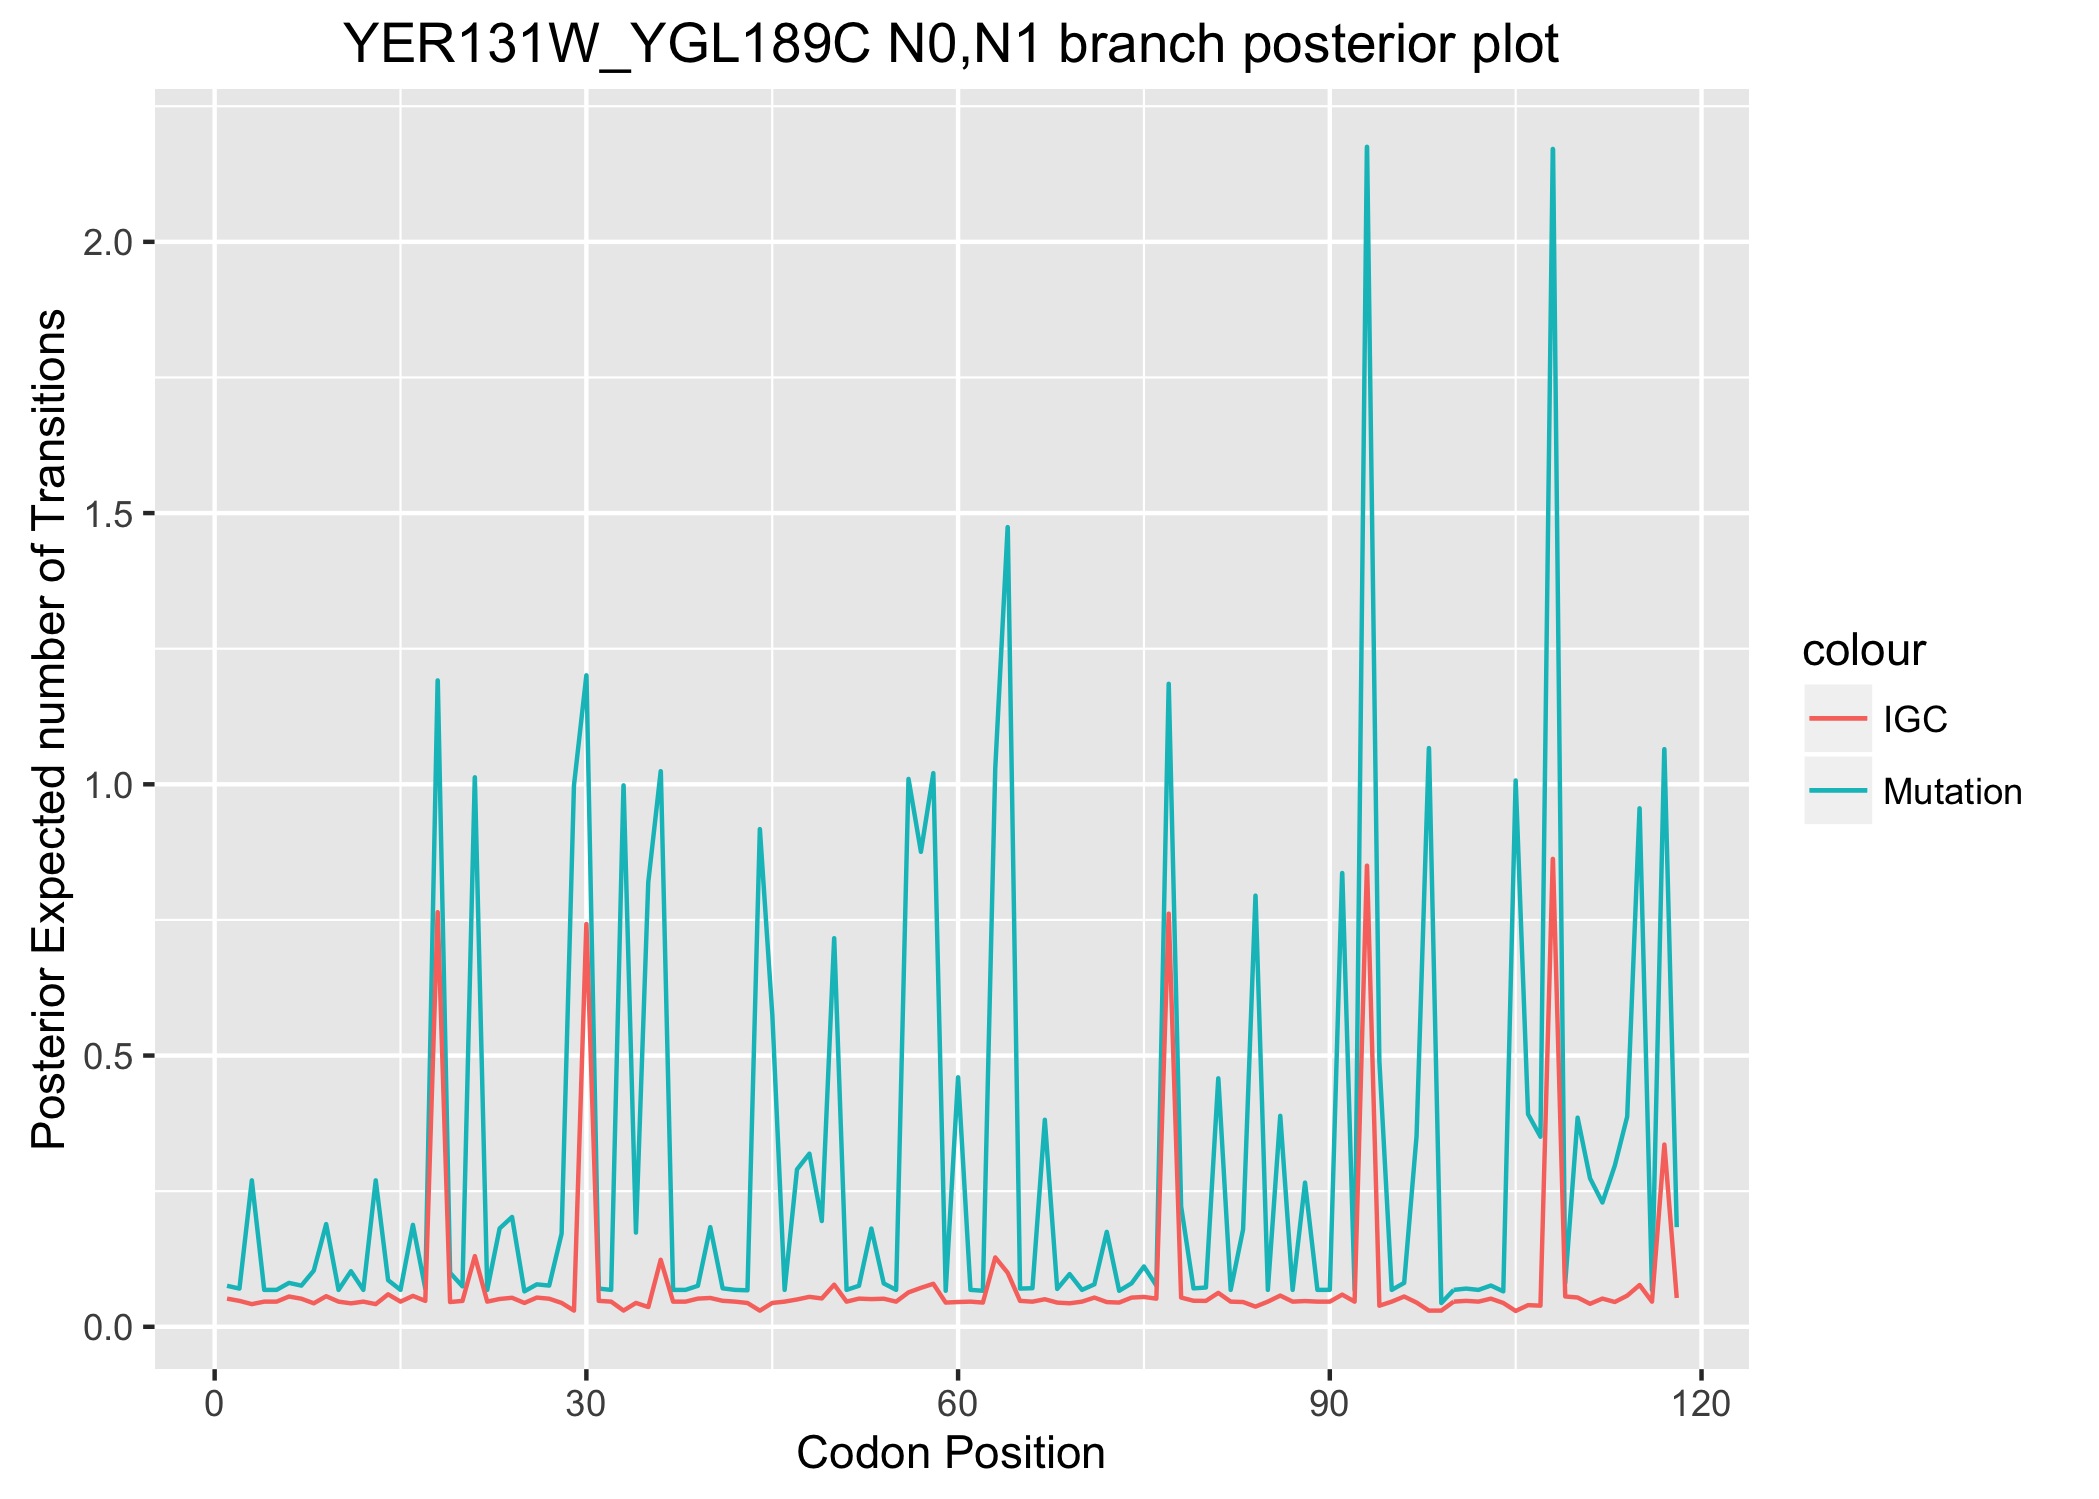 YER131W_YGL189C N0,N1 branch posterior plot
Posterior Expected number of Transitions
2.0
1.5
1.0
0.5
0.0
0 30 60 90 120
Codon Position
colour
IGC
Mutation